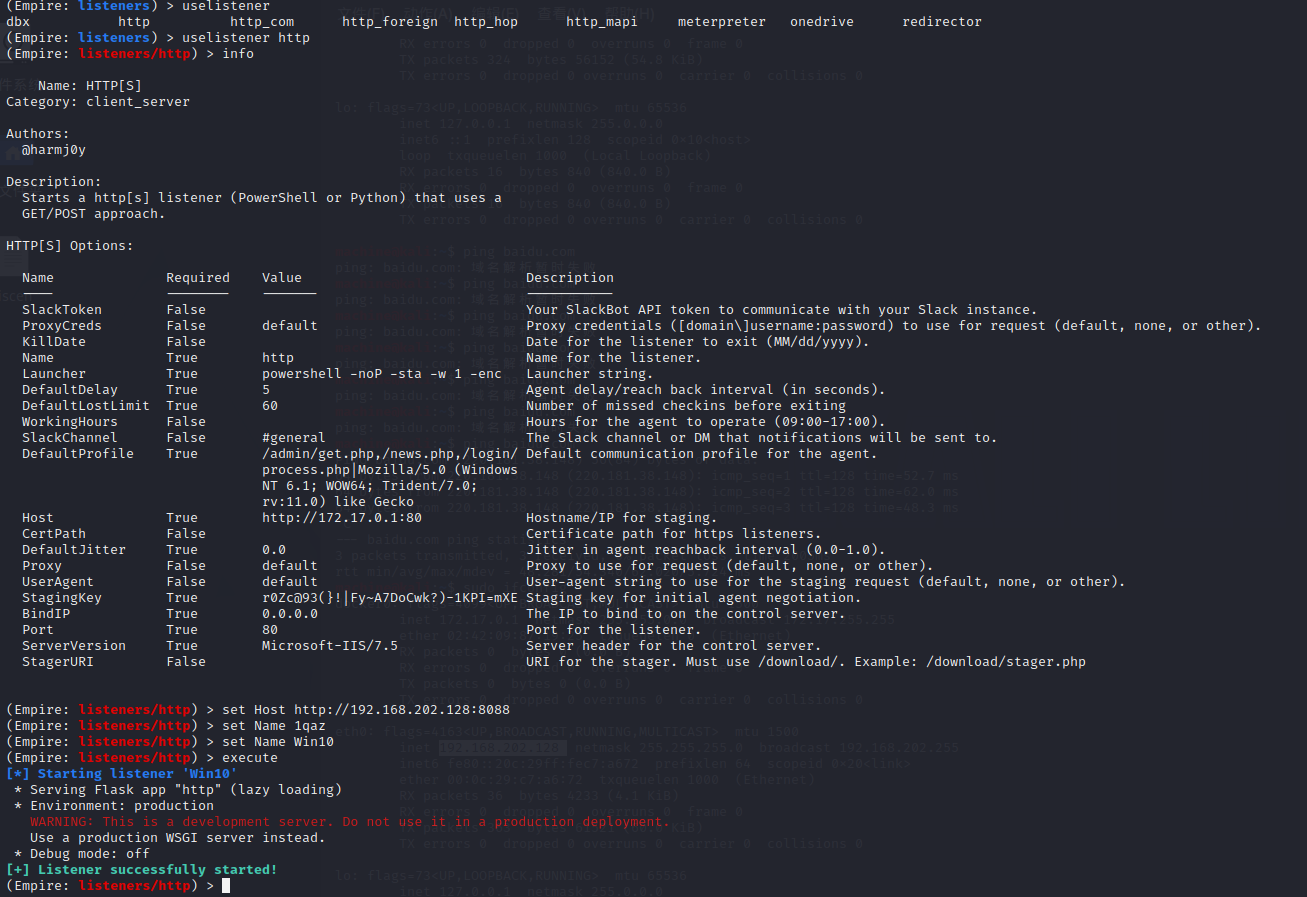 (Empire: listeners) > uselistener
dbx http http_com http_foreign http_hop http_mapi meterpreter onedrive redirector
(Empire: listeners) > uselistener http
(Empire: listeners/http) > info
Name: HTTP[S]
Category: client_server
Authors:
@harmj0y
Description:
Starts a http[s] listener (PowerShell or Python) that uses a
GET/POST approach.
HTTP[S] Options:
Name Required Value Description
SlackToken False Your SlackBot API token to communicate with your Slack instance.
ProxyCreds False default Proxy credentials ([domain\]username:password) to use for request (default, none, or other).
KillDate False Date for the listener to exit (MM/dd/yyyy).
Name True http Name for the listener.
Launcher True powershell -noP -sta -w 1 -enc Launcher string.
DefaultDelay True 5 Agent delay/reach back interval (in seconds).
DefaultLostLimit True 60 Number of missed checkins before exiting
WorkingHours False Hours for the agent to operate (09:00-17:00).
SlackChannel False #general The Slack channel or DM that notifications will be sent to.
DefaultProfile True /admin/get.php,/news.php,/login/ Default communication profile for the agent.
process.php|Mozilla/5.0 (Windows
NT 6.1; WOW64; Trident/7.0;
rv:11.0) like Gecko
Host True http://172.17.0.1:80 Hostname/IP for staging.
CertPath False Certificate path for https listeners.
DefaultJitter True 0.0 Jitter in agent reachback interval (0.0-1.0).
Proxy False default Proxy to use for request (default, none, or other).
UserAgent False default User-agent string to use for the staging request (default, none, or other).
StagingKey True r0Zc@93(}!|Fy~A7DoCwk?)-1KPI=mXE Staging key for initial agent negotiation.
BindIP True 0.0.0.0 The IP to bind to on the control server.
Port True 80 Port for the listener.
ServerVersion True Microsoft-IIS/7.5 Server header for the control server.
StagerURI False URI for the stager. Must use /download/. Example: /download/stager.php
(Empire: listeners/http) > set Host http://192.168.202.128:8088
(Empire: listeners/http) > set Name 1qaz
(Empire: listeners/http) > set Name Win10
(Empire: listeners/http) > execute
[*] Starting listener 'Win10'
* Serving Flask app "http" (lazy loading)
* Environment: production
WARNING: This is a development server. Do not use it in a production deployment.
Use a production WSGI server instead.
* Debug mode: off
[+] Listener successfully started!
(Empire: listeners/http) >